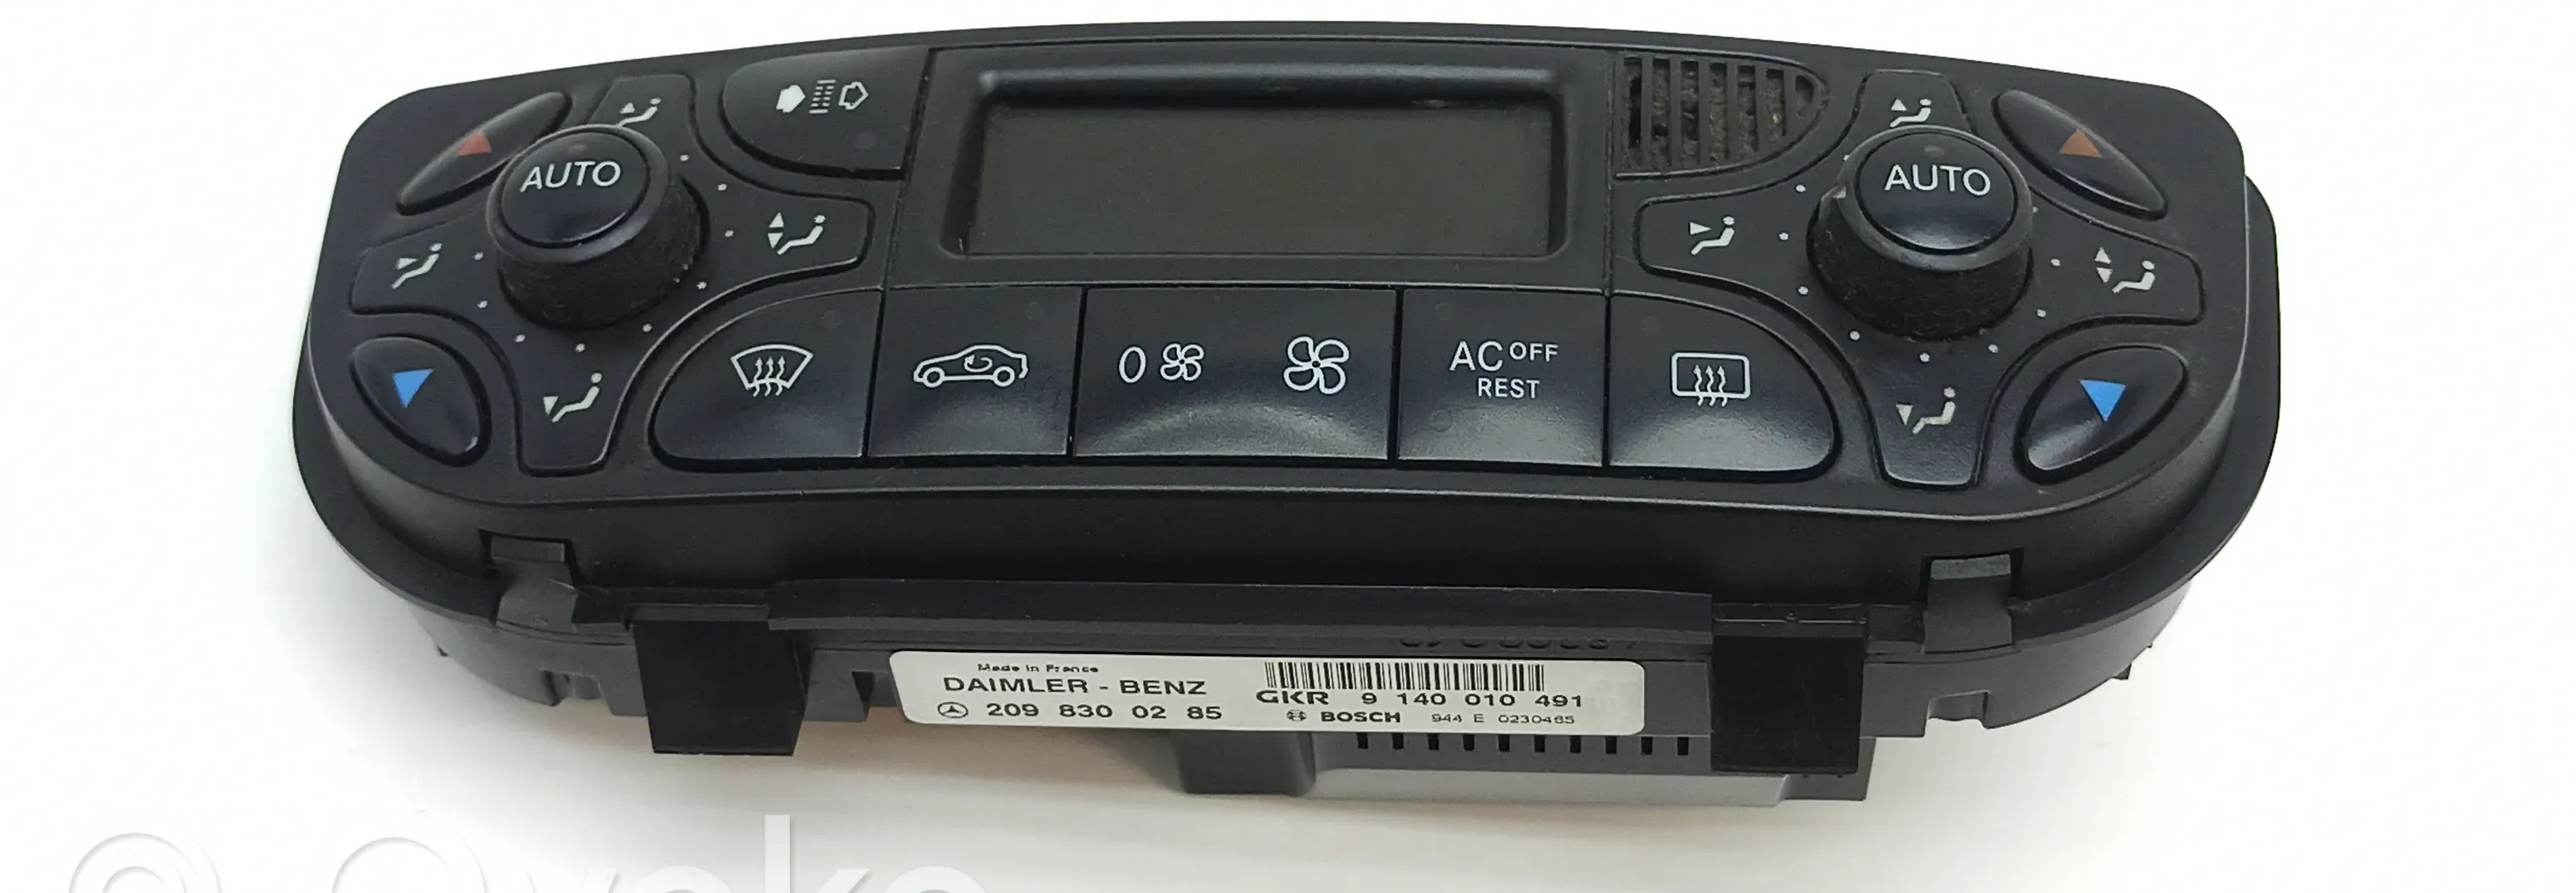 AUTO
AUTO
0
AC OFF
REST
Made in France
DAIMLER - BENZ
209 830 02 85
GKR 9 140 010 491
BOSCH 944 E 0230465